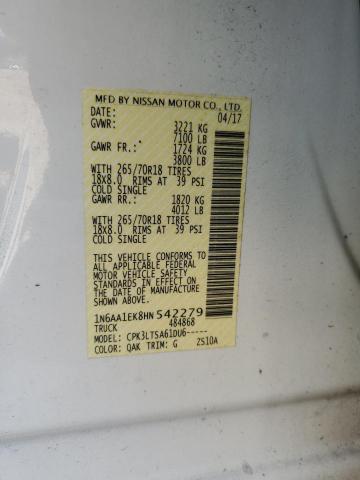 MFD BY NISSAN MOTOR CO., LTD.
DATE: 04/17
GVWR: 3221 KG
7100 LB
GAWR FR.: 1724 KG
3800 LB
WITH 265/70R18 TIRES
18X8.0 RIMS AT 39 PSI
COLD SINGLE
GAWR RR.: 1820 KG
4012 LB
WITH 265/70R18 TIRES
18X8.0 RIMS AT 39 PSI
COLD SINGLE
THIS VEHICLE CONFORMS TO
ALL APPLICABLE FEDERAL
MOTOR VEHICLE SAFETY
STANDARDS IN EFFECT ON
THE DATE OF MANUFACTURE
SHOWN ABOVE.
1N6AA1EK8HN542279
TRUCK 484868
MODEL: CPK3LTSA61DU6-----
COLOR: QAK TRIM: G ZS10A